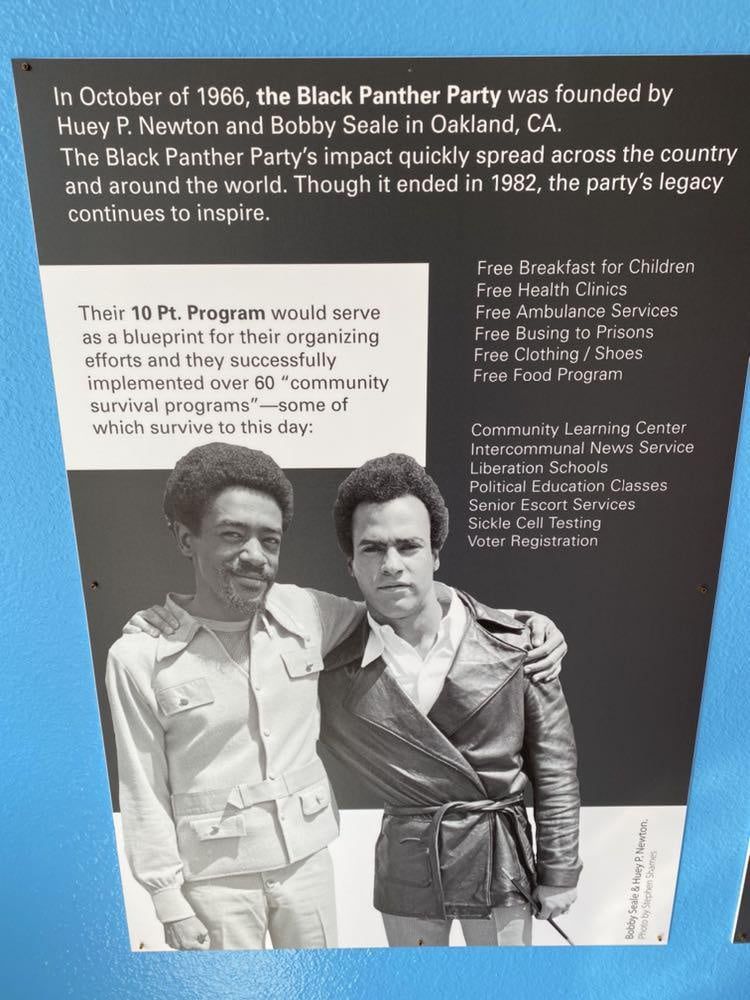 In October of 1966, the Black Panther Party was founded by
Huey P. Newton and Bobby Seale in Oakland, CA.
The Black Panther Party's impact quickly spread across the country
and around the world. Though it ended in 1982, the party's legacy
continues to inspire.
Their 10 Pt. Program would serve
as a blueprint for their organizing
efforts and they successfully
implemented over 60 “community
survival programs”—some of
which survive to this day:
Free Breakfast for Children
Free Health Clinics
Free Ambulance Services
Free Busing to Prisons
Free Clothing / Shoes
Free Food Program
Community Learning Center
Intercommunal News Service
Liberation Schools
Political Education Classes
Senior Escort Services
Sickle Cell Testing
Voter Registration
Bobby Seale & Huey P. Newton.
Photo by Stephen Shames